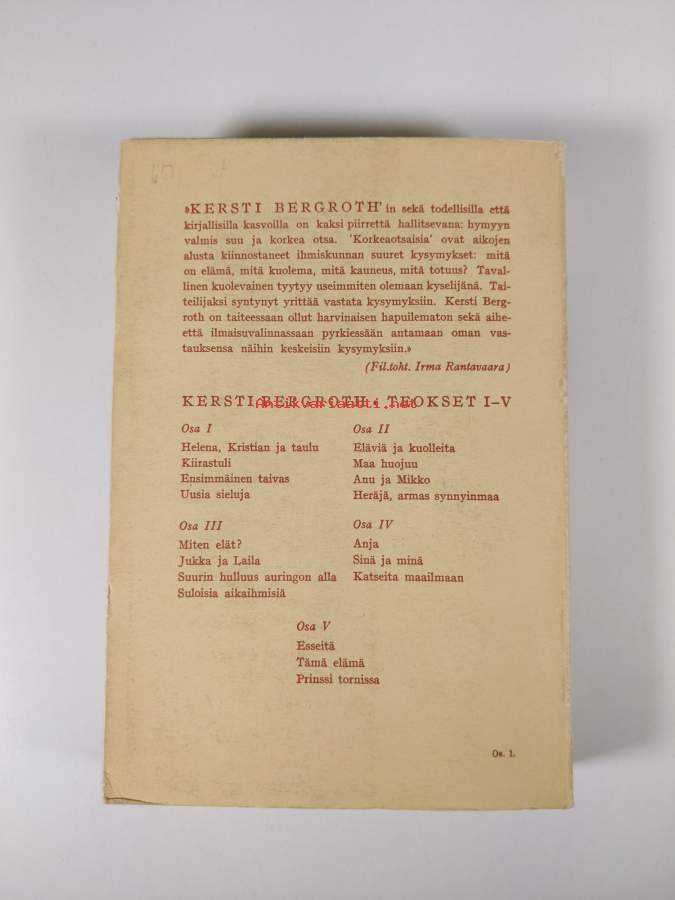 »KERSTI BERGROTH'in sekä todellisilla että
kirjallisilla kasvoilla on kaksi piirrettä hallitsevana: hymyyn
valmis suu ja korkea otsa. 'Korkeaotsaisia' ovat aikojen
alusta kiinnostaneet ihmiskunnan suuret kysymykset: mitä
on elämä, mitä kuolema, mitä kauneus, mitä totuus? Taval-
linen kuolevainen tyytyy useimmiten olemaan kyselijänä. Tai-
teilijaksi syntynyt yrittää vastata kysymyksiin. Kersti Berg-
roth on taiteessaan ollut harvinaisen hapuilematon sekä aihe-
että ilmaisuvalinnassaan pyrkiessään antamaan oman vas-
tauksensa näihin keskeisiin kysymyksiin.»
(Fil.toht. Irma Rantavaara)
KERSTI BERGROTH: TEOKSET I–V
Antikvariaatti.net
Osa I
Helena, Kristian ja taulu
Kiirastuli
Ensimmäinen taivas
Uusia sieluja
Osa II
Eläviä ja kuolleita
Maa huojuu
Anu ja Mikko
Heräjä, armas synnyinmaa
Osa III
Miten elät?
Jukka ja Laila
Suurin hulluus auringon alla
Suloisia aikaihmisiä
Osa IV
Anja
Sinä ja minä
Katseita maailmaan
Osa V
Esseitä
Tämä elämä
Prinssi tornissa
Os. 1.